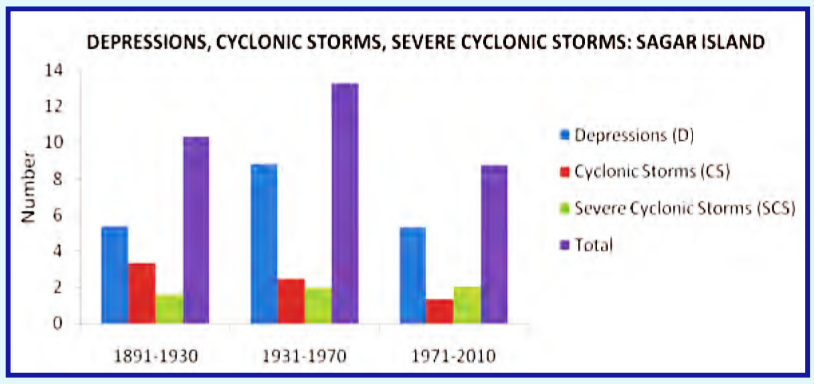 DEPRESSIONS, CYCLONIC STORMS, SEVERE CYCLONIC STORMS: SAGAR ISLAND
14
12
10
8
6
4
2
0
Number
1891-1930
1931-1970
1971-2010
Depressions (D)
Cyclonic Storms (CS)
Severe Cyclonic Storms (SCS)
Total